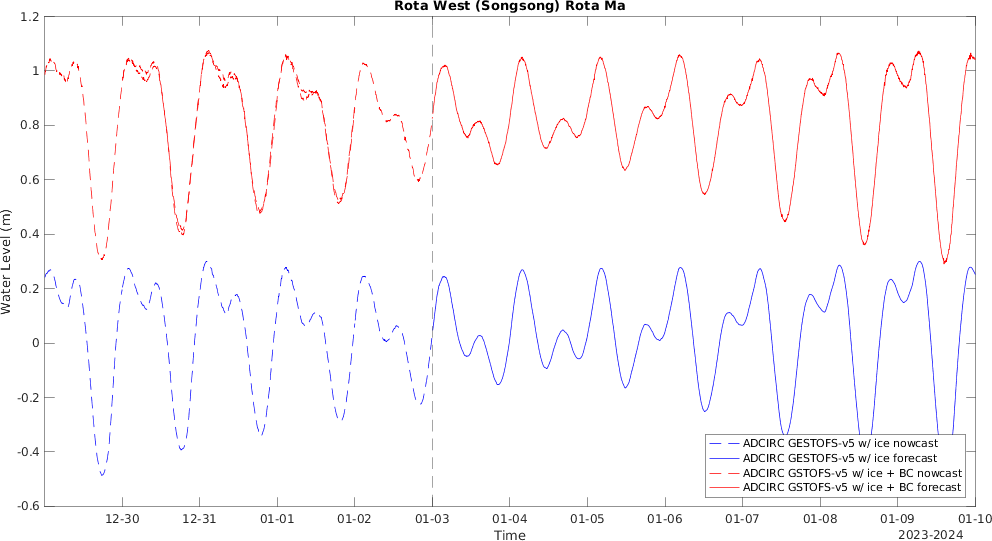 Rota West (Songsong) Rota Ma
1.2
1
0.8
0.6
0.4
0.2
0
-0.2
-0.4
-0.6
Water Level (m)
ADCIRC GESTOFS-v5 w/ ice nowcast
ADCIRC GESTOFS-v5 w/ ice forecast
ADCIRC GSTOFS-v5 w/ ice + BC nowcast
ADCIRC GSTOFS-v5 w/ ice + BC forecast
12-30 12-31 01-01 01-02 01-03 01-04 01-05 01-06 01-07 01-08 01-09 01-10
Time
2023-2024